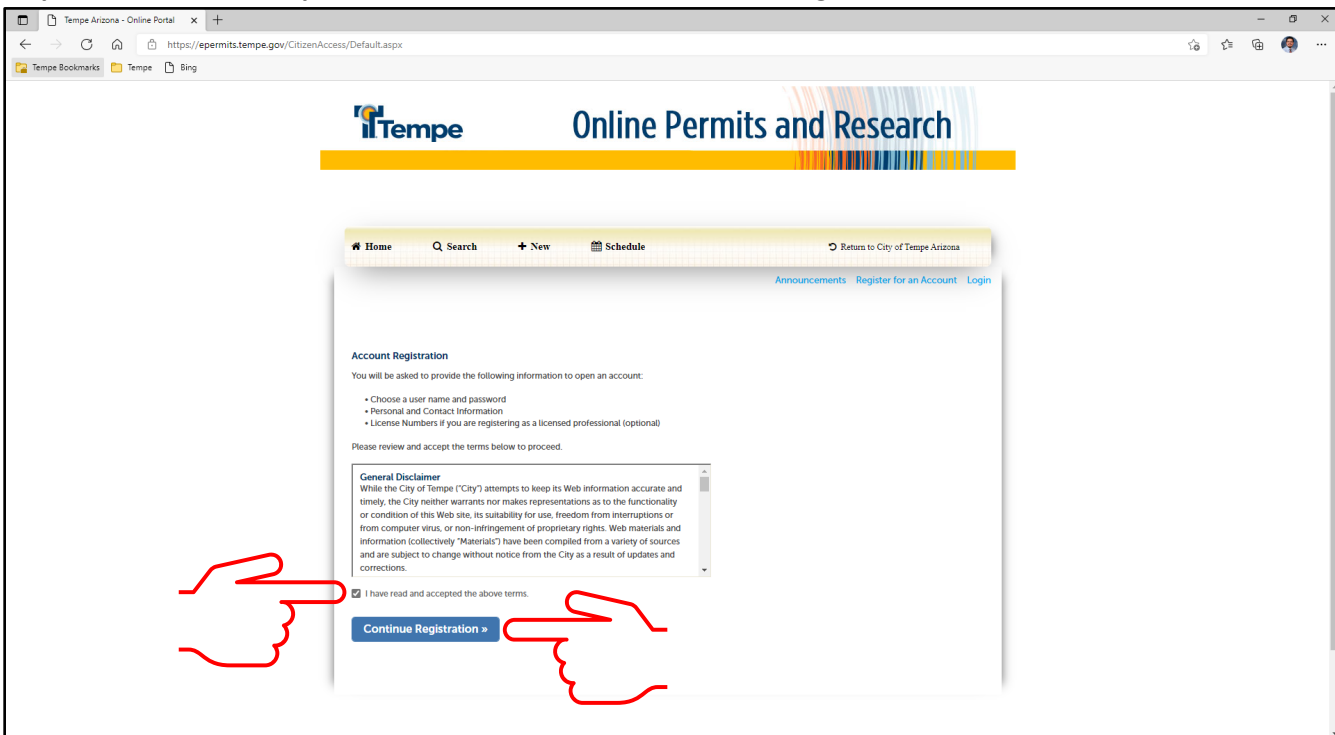 Tempe Arizona - Online Portal
https://epermits.tempe.gov/CitizenAccess/Default.aspx
Tempe Bookmarks Tempe Bing
Tempe Online Permits and Research
Home Search New Schedule Return to City of Tempe Arizona
Announcements Register for an Account Login
Account Registration
You will be asked to provide the following information to open an account:
• Choose a user name and password
• Personal and Contact Information
• License Numbers if you are registering as a licensed professional (optional)
Please review and accept the terms below to proceed.
General Disclaimer
While the City of Tempe ("City") attempts to keep its Web information accurate and
timely, the City neither warrants nor makes representations as to the functionality
or condition of this Web site, its suitability for use, freedom from interruptions or
from computer virus, or non-infringement of proprietary rights. Web materials and
information (collectively "Materials") have been compiled from a variety of sources
and are subject to change without notice from the City as a result of updates and
corrections.
I have read and accepted the above terms.
Continue Registration »